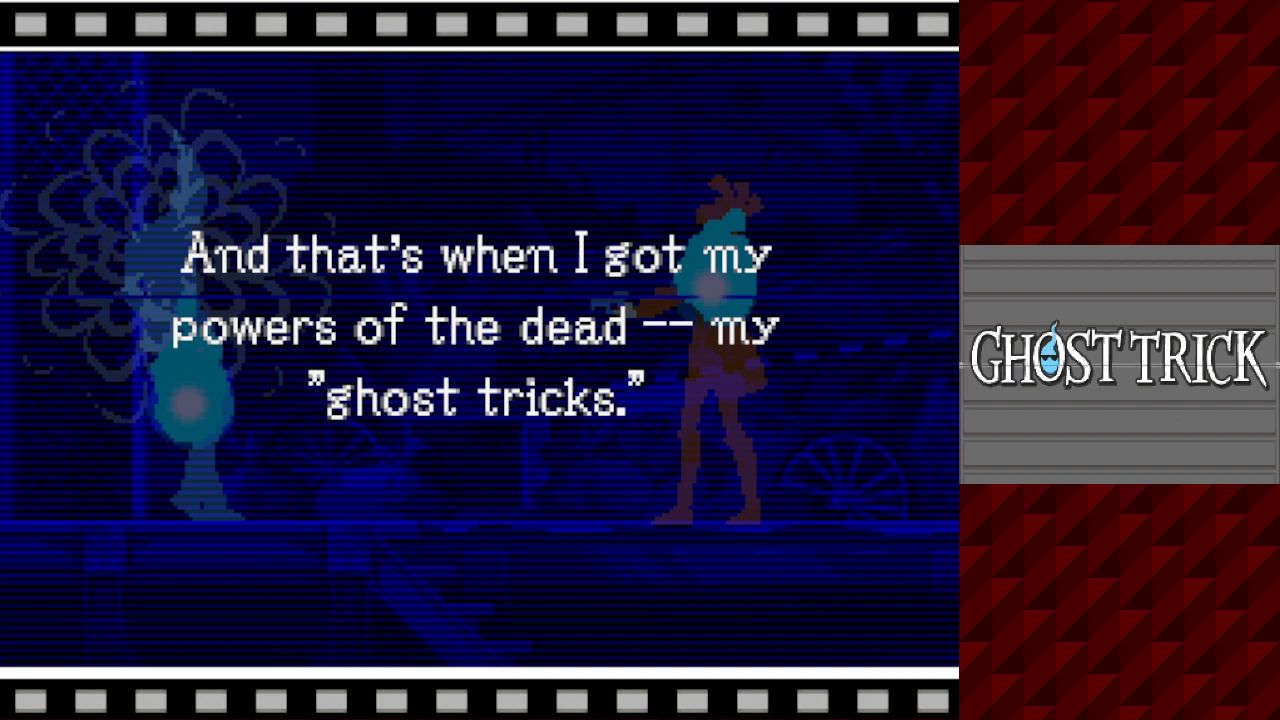 And that's when I got my
powers of the dead -- my
"ghost tricks."
GHOST TRICK